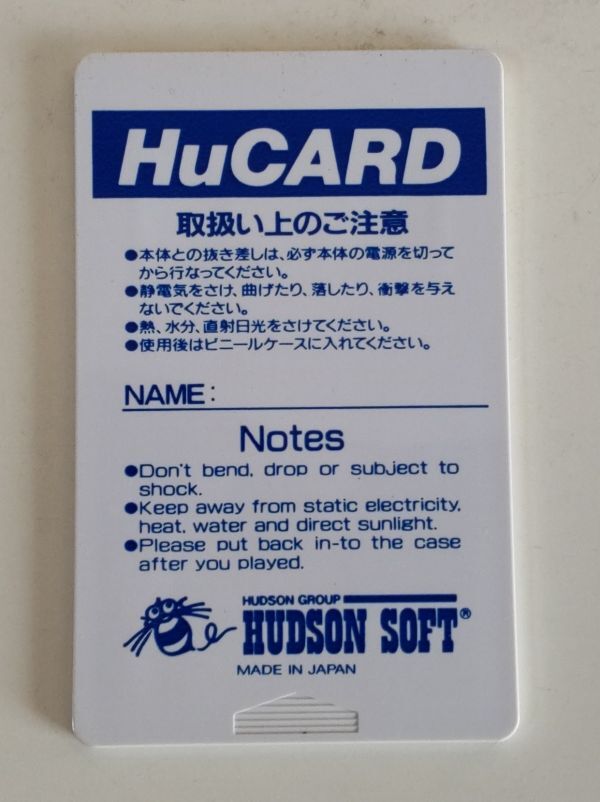 HuCARD
取扱い上のご注意
●本体との抜き差しは、必ず本体の電源を切って
から行なってください。
●静電気をさけ、曲げたり、落したり、衝撃を与え
ないでください。
●熱、水分、直射日光をさけてください。
●使用後はビニールケースに入れてください。
NAME:
Notes
●Don't bend, drop or subject to
shock.
●Keep away from static electricity,
heat, water and direct sunlight.
●Please put back in-to the case
after you played.
HUDSON GROUP
HUDSON SOFT®
MADE IN JAPAN